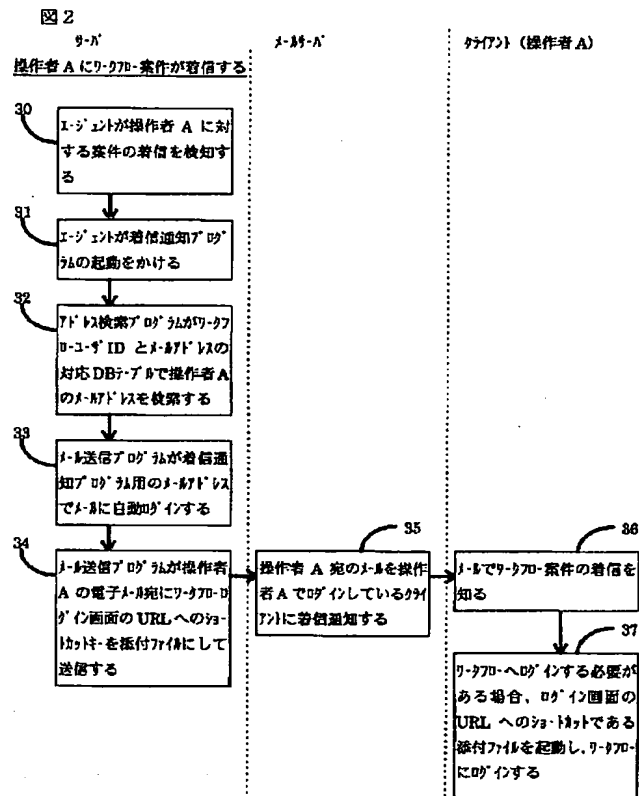 図2
ｻｰﾊﾞ
ﾒｰﾙｻｰﾊﾞ
ｸﾗｲｱﾝﾄ（操作者A）
操作者AにﾜｰｸﾌﾛｰÂ案件が着信する
30
ｴｰｼﾞｪﾝﾄが操作者 A に対
する案件の着信を検知す
る
31
ｴｰｼﾞｪﾝﾄが着信通知ﾌﾟﾛｸﾞ
ﾗﾑの起動をかける
32
ｱﾄﾞﾚｽ検索ﾌﾟﾛｸﾞﾗﾑがﾜｰｸﾌ
ﾛｰﾕｰｻﾞID とﾒｰﾙｱﾄﾞﾚｽの
対応DBﾃｰﾌﾞﾙで操作者A
のﾒｰﾙｱﾄﾞﾚｽを検索する
33
ﾒｰﾙ送信ﾌﾟﾛｸﾞﾗﾑが着信通
知ﾌﾟﾛｸﾞﾗﾑ用のﾒｰﾙｱﾄﾞﾚｽ
でﾒｰﾙに自動ﾛｸﾞｲﾝする
34
ﾒｰﾙ送信ﾌﾟﾛｸﾞﾗﾑが操作者
A の電子ﾒｰﾙ宛にﾜｰｸﾌﾛｰﾛ
ｸﾞｲﾝ画面の URL へのｼｮｰ
ﾄｶｯﾄｷｰを添付ﾌｧｲﾙにして
送信する
35
操作者 A 宛のﾒｰﾙを操作
者 A でﾛｸﾞｲﾝしているｸﾗｲ
ｱﾝﾄに着信通知する
36
ﾒｰﾙでﾜｰｸﾌﾛｰ案件の着信を
知る
37
ﾜｰｸﾌﾛｰへﾛｸﾞｲﾝする必要が
ある場合、ﾛｸﾞｲﾝ画面の
URL へのｼｮｰﾄｶｯﾄである
添付ﾌｧｲﾙを起動し､ﾜｰｸﾌﾛｰ
にﾛｸﾞｲﾝする